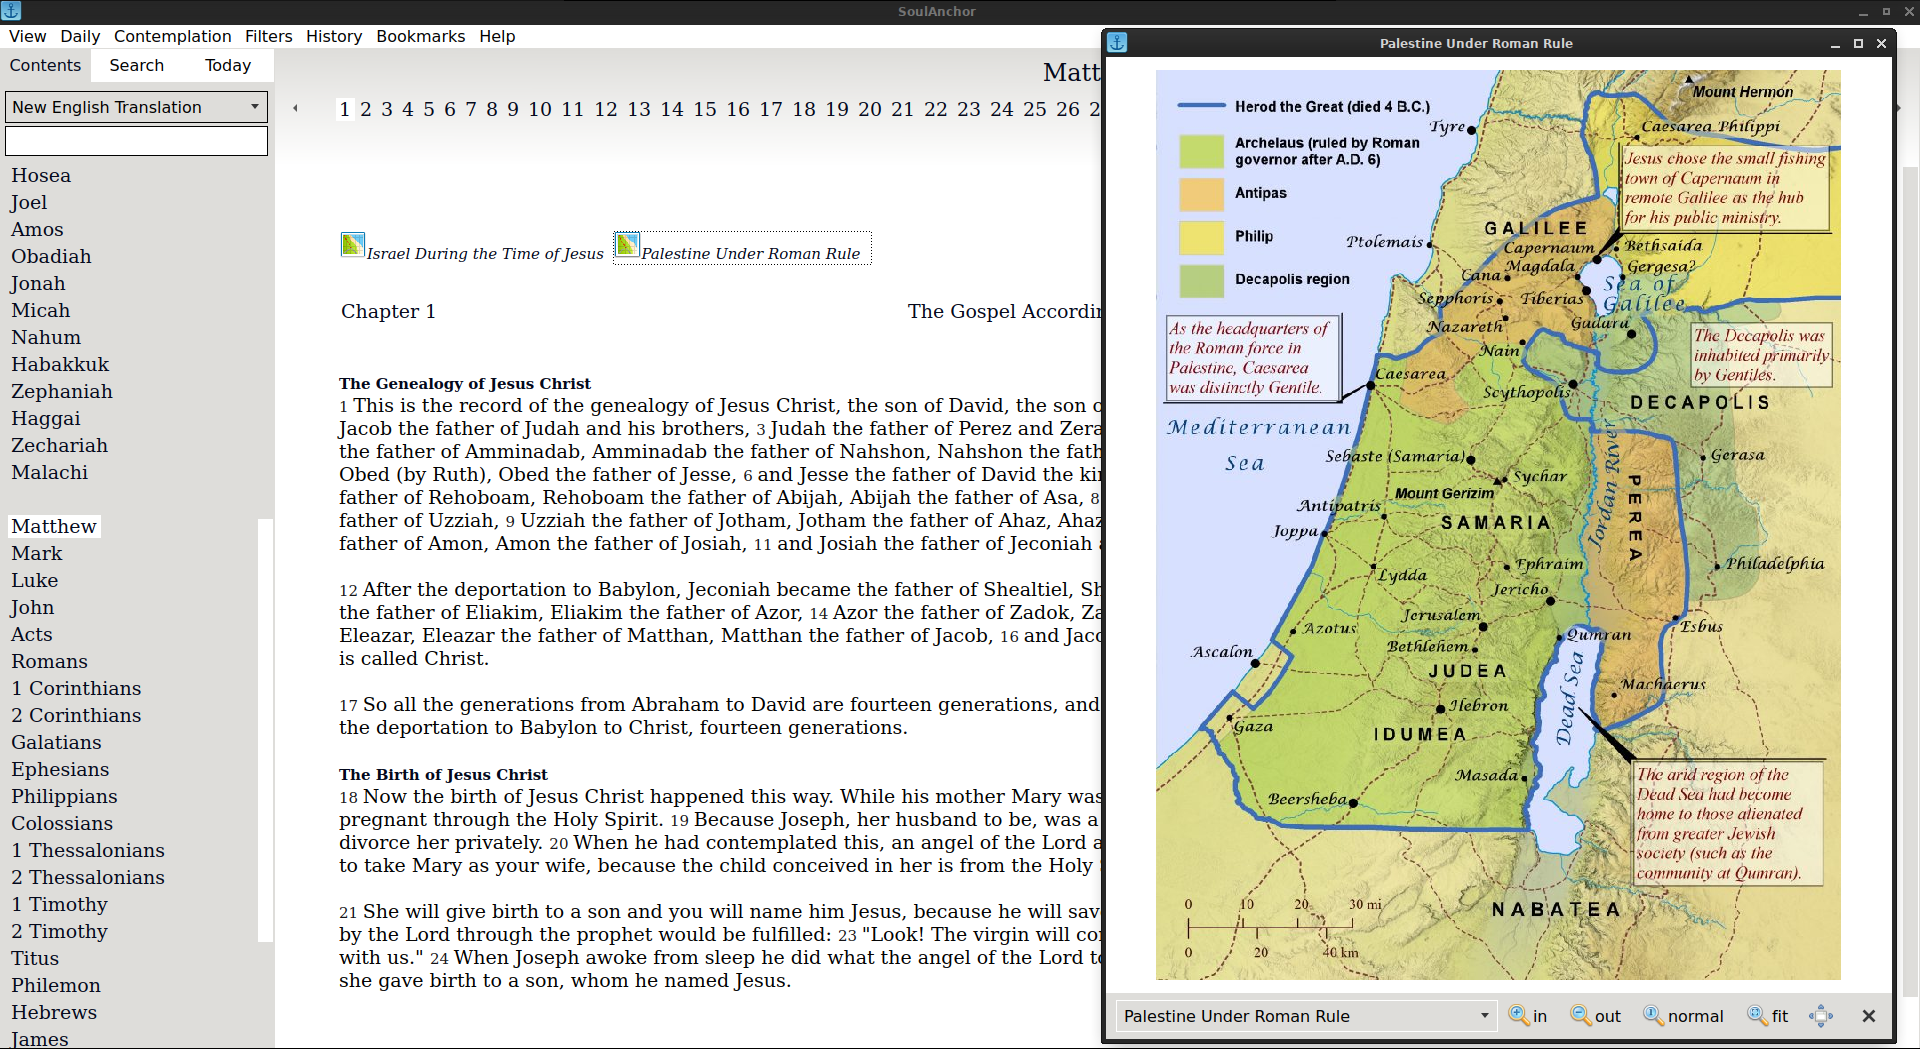 SoulAnchor
View Daily Contemplation Filters History Bookmarks Help
Contents Search Today
New English Translation
Hosea
Joel
Amos
Obadiah
Jonah
Micah
Nahum
Habakkuk
Zephaniah
Haggai
Zechariah
Malachi
Matthew
Mark
Luke
John
Acts
Romans
1 Corinthians
2 Corinthians
Galatians
Ephesians
Philippians
Colossians
1 Thessalonians
2 Thessalonians
1 Timothy
2 Timothy
Titus
Philemon
Hebrews
James
Matt
1 2 3 4 5 6 7 8 9 10 11 12 13 14 15 16 17 18 19 20 21 22 23 24 25 26 2
Israel During the Time of Jesus Palestine Under Roman Rule
Chapter 1 The Gospel Accordin
The Genealogy of Jesus Christ
1 This is the record of the genealogy of Jesus Christ, the son of David, the son o
Jacob the father of Judah and his brothers, 3 Judah the father of Perez and Zera
the father of Amminadab, Amminadab the father of Nahshon, Nahshon the fath
Obed (by Ruth), Obed the father of Jesse, 6 and Jesse the father of David the kin
father of Rehoboam, Rehoboam the father of Abijah, Abijah the father of Asa, 8
father of Uzziah, 9 Uzziah the father of Jotham, Jotham the father of Ahaz, Ahaz
father of Amon, Amon the father of Josiah, 11 and Josiah the father of Jeconiah a
12 After the deportation to Babylon, Jeconiah became the father of Shealtiel, Sh
the father of Eliakim, Eliakim the father of Azor, 14 Azor the father of Zadok, Za
Eleazar, Eleazar the father of Matthan, Matthan the father of Jacob, 16 and Jaco
is called Christ.
17 So all the generations from Abraham to David are fourteen generations, and
the deportation to Babylon to Christ, fourteen generations.
The Birth of Jesus Christ
18 Now the birth of Jesus Christ happened this way. While his mother Mary was
pregnant through the Holy Spirit. 19 Because Joseph, her husband to be, was a
divorce her privately. 20 When he had contemplated this, an angel of the Lord a
to take Mary as your wife, because the child conceived in her is from the Holy
21 She will give birth to a son and you will name him Jesus, because he will sav
by the Lord through the prophet would be fulfilled: 23 "Look! The virgin will co
with us." 24 When Joseph awoke from sleep he did what the angel of the Lord to
she gave birth to a son, whom he named Jesus.
Palestine Under Roman Rule
Herod the Great (died 4 B.C.)
Archelaus (ruled by Roman
governor after A.D. 6)
Antipas
Philip
Decapolis region
Mount Hermon
Tyre
Caesarea Philippi
Jesus chose the small fishing
town of Capernaum in
remote Galilee as the hub
for his public ministry.
GALILEE
Ptolemais
Capernaum
Bethsaida
Cana
Magdala
Gergesa?
Sea of
Galilee
Sepphoris
Tiberias
Nazareth
Gadara
As the headquarters of
the Roman force in
Palestine, Caesarea
was distinctly Gentile.
The Decapolis was
inhabited primarily
by Gentiles.
Nain
Caesarea
Scythopolis
DECAPOLIS
Mediterranean
Sea
Sebaste (Samaria)
Gerasa
Sychar
Mount Gerizim
Jordan River
PEREA
Antipatris
SAMARIA
Joppa
Lydda
Ephraim
Philadelphia
Jericho
Jerusalem
Azotus
Qumran
Esbus
Bethlehem
Ascalon
JUDEA
Dead Sea
Machaerus
Hebron
Gaza
IDUMEA
Masada
Beersheba
The arid region of the
Dead Sea had become
home to those alienated
from greater Jewish
society (such as the
community at Qumran).
NABATEA
0 10 20 30 mi
0 20 40 km
Palestine Under Roman Rule in out normal fit